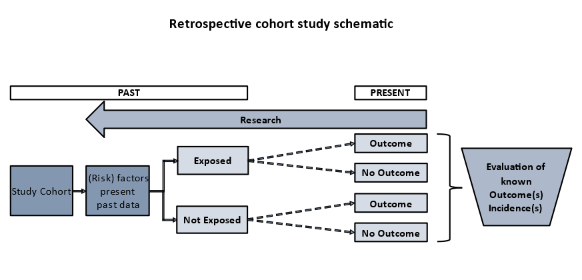 Retrospective cohort study schematic
PAST
PRESENT
Research
Study Cohort
(Risk) factors
present
past data
Exposed
Not Exposed
Outcome
No Outcome
Outcome
No Outcome
Evaluation of
known
Outcome(s)
Incidence(s)